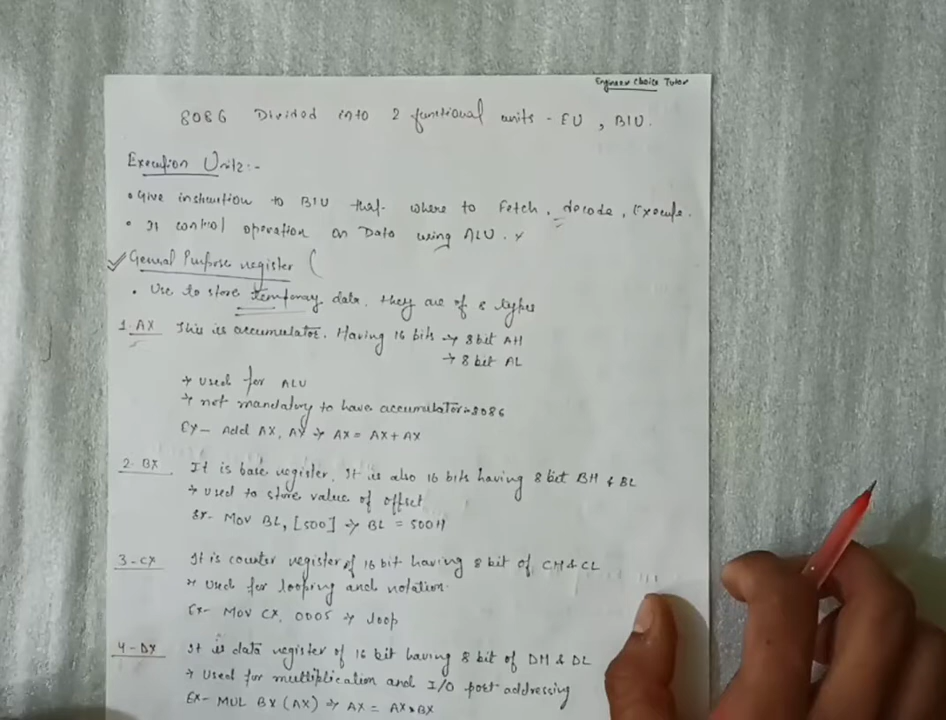 Engineer Choice Tutor
8086 Divided into 2 functional units - EU, BIU.
Execution Unit:-
• Give instruction to BIU that where to Fetch, decode, Execute.
• It control operation on Data using ALU.
General Purpose register (
• Use to store temporary data. they are of 8 types
1. AX This is accumulator. Having 16 bits → 8 bit AH
→ 8 bit AL
→ used for ALU
→ not mandatory to have accumulator in 8086
Ex- Add AX, AX → AX = AX + AX
2. BX It is base register. It is also 16 bits having 8 bit BH & BL
→ used to store value of offset
Ex- Mov BL, [500] → BL = 500H
3-CX It is counter register of 16 bit having 8 bit of CH & CL
→ used for looping and rotation.
Ex- MOV CX, 0005 → loop
4-DX It is data register of 16 bit having 8 bit of DH & DL
→ Used for multiplication and I/O port addressing
Ex- MUL BX (AX) → AX = AX × BX